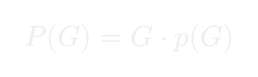 P(G) = G · p(G)